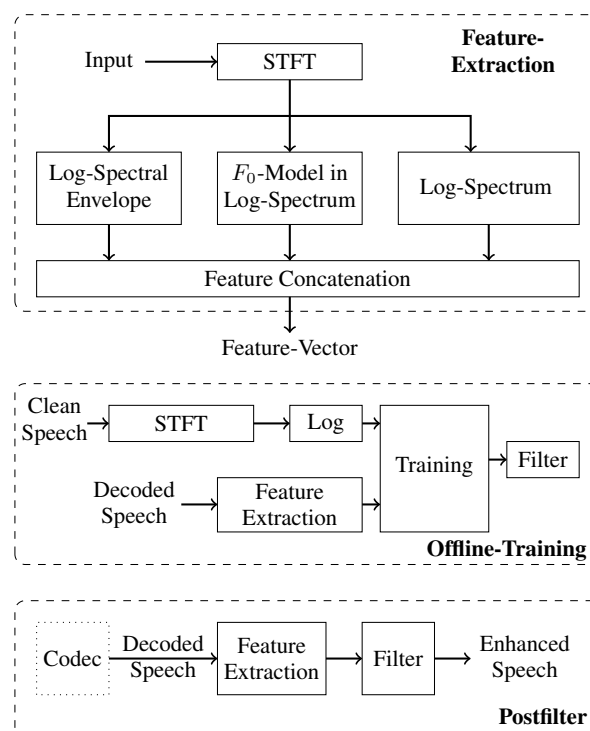 Feature-
Extraction
Input
STFT
Log-Spectral
Envelope
F₀-Model in
Log-Spectrum
Log-Spectrum
Feature Concatenation
Feature-Vector
Clean
Speech
STFT
Log
Training
Filter
Decoded
Speech
Feature
Extraction
Offline-Training
Codec
Decoded
Speech
Feature
Extraction
Filter
Enhanced
Speech
Postfilter